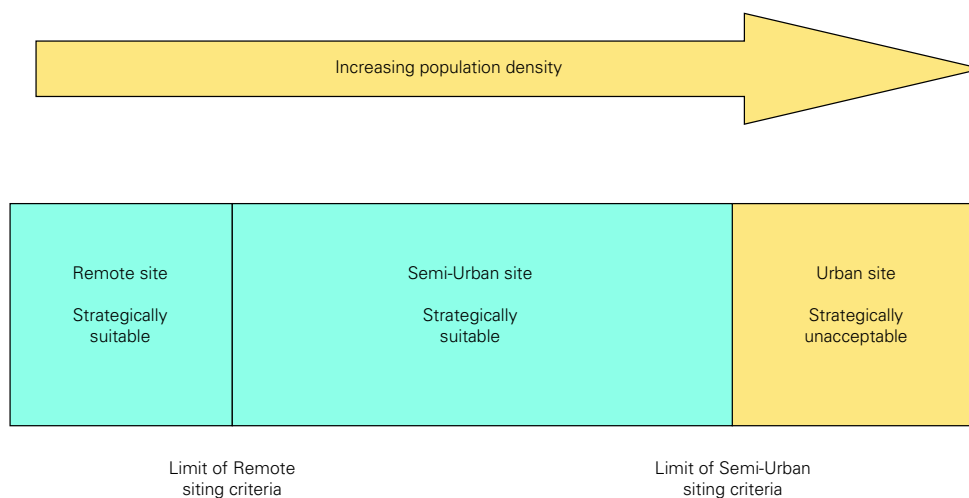 Increasing population density
Remote site
Strategically
suitable
Semi-Urban site
Strategically
suitable
Urban site
Strategically
unacceptable
Limit of Remote
siting criteria
Limit of Semi-Urban
siting criteria